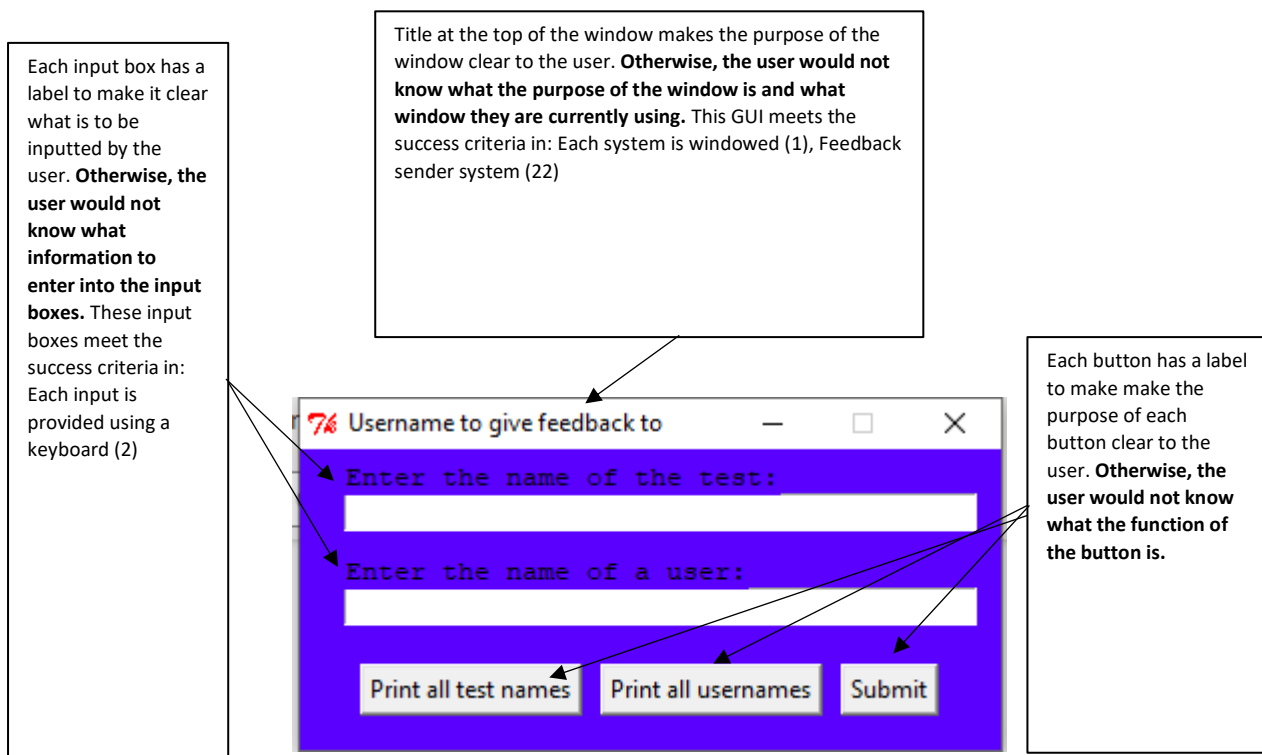 Each input box has a
label to make it clear
what is to be
inputted by the
user. Otherwise, the
user would not
know what
information to
enter into the input
boxes. These input
boxes meet the
success criteria in:
Each input is
provided using a
keyboard (2)
Title at the top of the window makes the purpose of the
window clear to the user. Otherwise, the user would not
know what the purpose of the window is and what
window they are currently using. This GUI meets the
success criteria in: Each system is windowed (1), Feedback
sender system (22)
Each button has a label
to make make the
purpose of each
button clear to the
user. Otherwise, the
user would not know
what the function of
the button is.
Username to give feedback to
Enter the name of the test:
Enter the name of a user:
Print all test names Print all usernames Submit